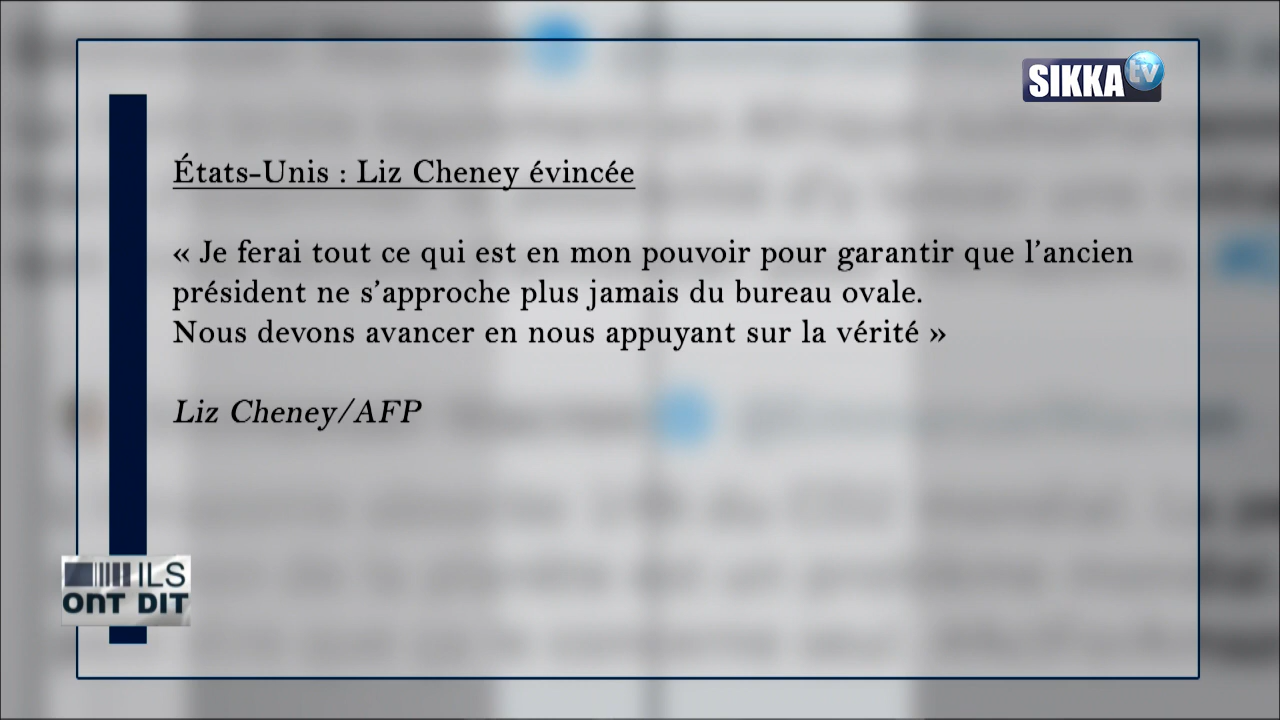 SIKKA tv
États-Unis : Liz Cheney évincée
« Je ferai tout ce qui est en mon pouvoir pour garantir que l’ancien
président ne s’approche plus jamais du bureau ovale.
Nous devons avancer en nous appuyant sur la vérité »
Liz Cheney/AFP
ILS
ONT DIT